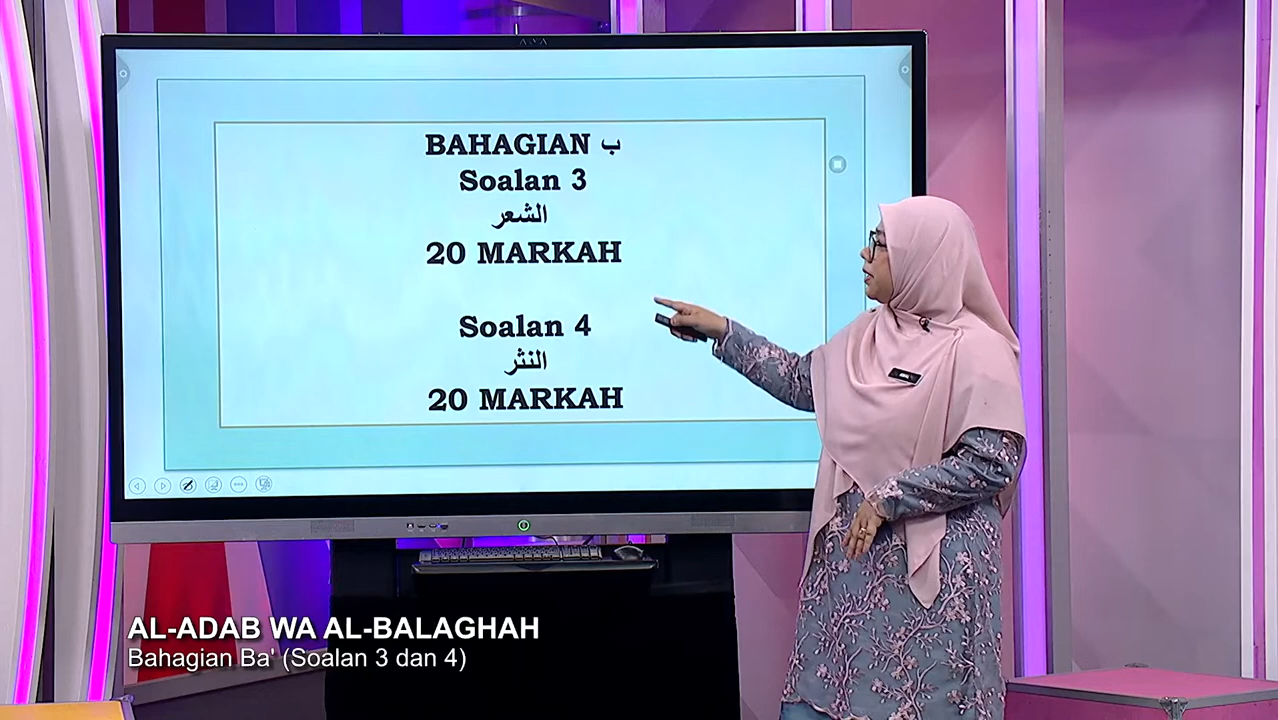 BAHAGIAN ب
Soalan 3
الشعر
20 MARKAH
Soalan 4
النثر
20 MARKAH
AL-ADAB WA AL-BALAGHAH
Bahagian Ba' (Soalan 3 dan 4)